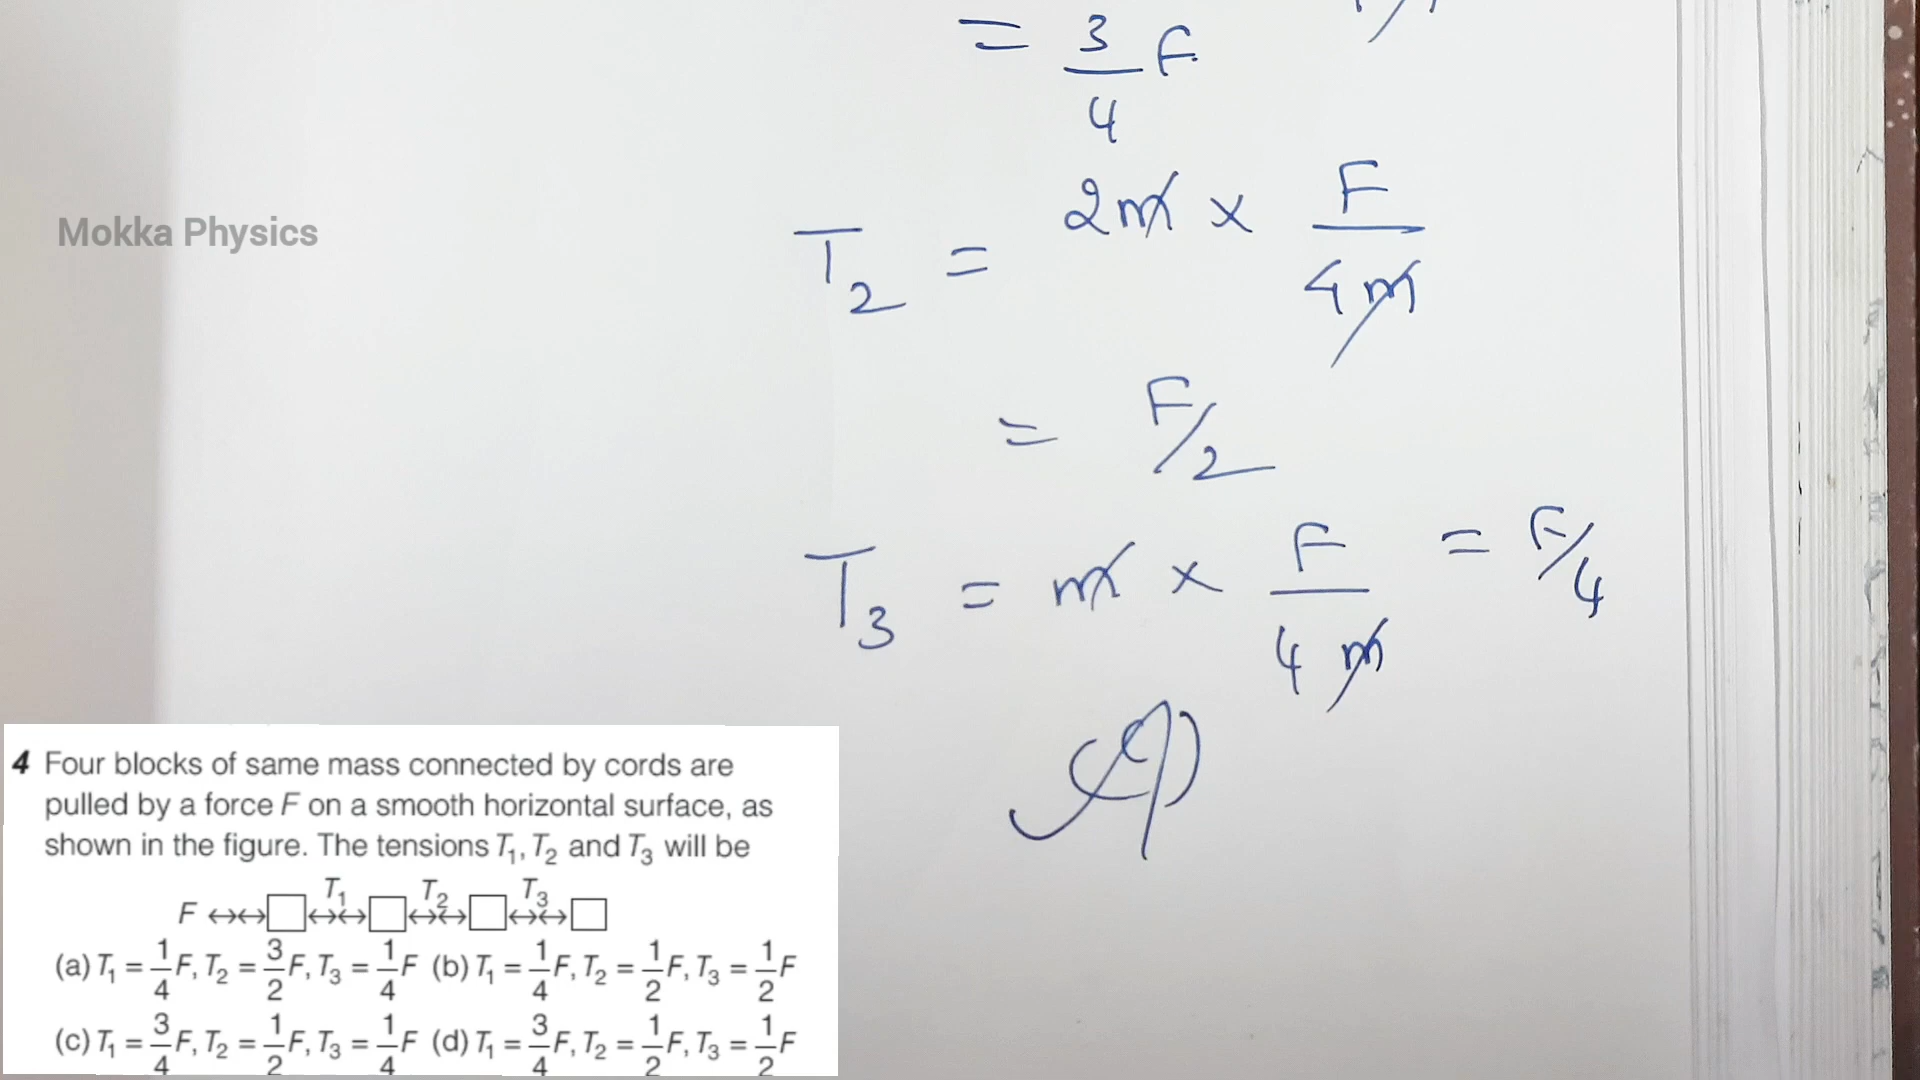 = 3/4 F
Mokka Physics
T2 = 2m × F/4m
= F/2
T3 = m × F/4m = F/4
(c)
4 Four blocks of same mass connected by cords are
pulled by a force F on a smooth horizontal surface, as
shown in the figure. The tensions T1, T2 and T3 will be
F T1 T2 T3
(a) T1 = 1/4 F, T2 = 3/2 F, T3 = 1/4 F (b) T1 = 1/4 F, T2 = 1/2 F, T3 = 1/2 F
(c) T1 = 3/4 F, T2 = 1/2 F, T3 = 1/4 F (d) T1 = 3/4 F, T2 = 1/2 F, T3 = 1/2 F